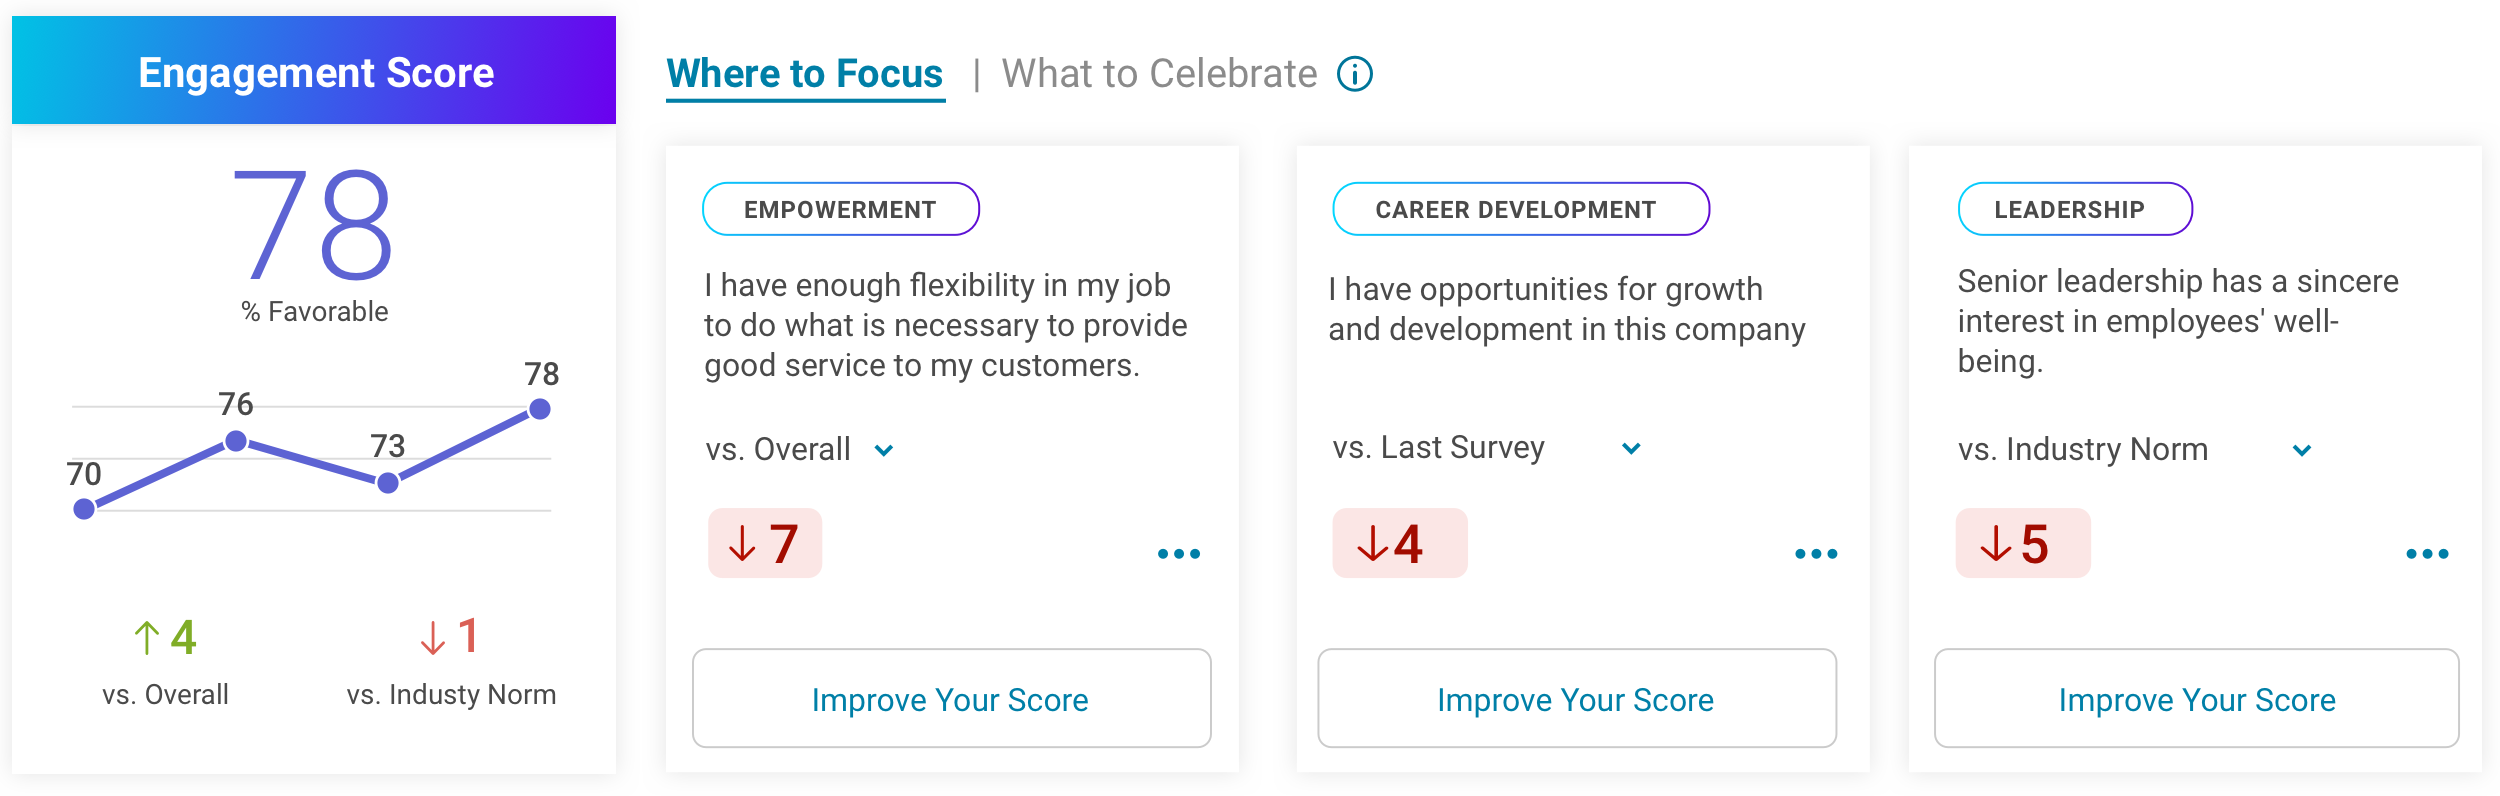 Engagement Score
78
% Favorable
70
76
73
78
4
vs. Overall
1
vs. Industy Norm
Where to Focus | What to Celebrate
EMPOWERMENT
I have enough flexibility in my job
to do what is necessary to provide
good service to my customers.
vs. Overall
7
Improve Your Score
CAREER DEVELOPMENT
I have opportunities for growth
and development in this company
vs. Last Survey
4
Improve Your Score
LEADERSHIP
Senior leadership has a sincere
interest in employees' well-
being.
vs. Industry Norm
5
Improve Your Score